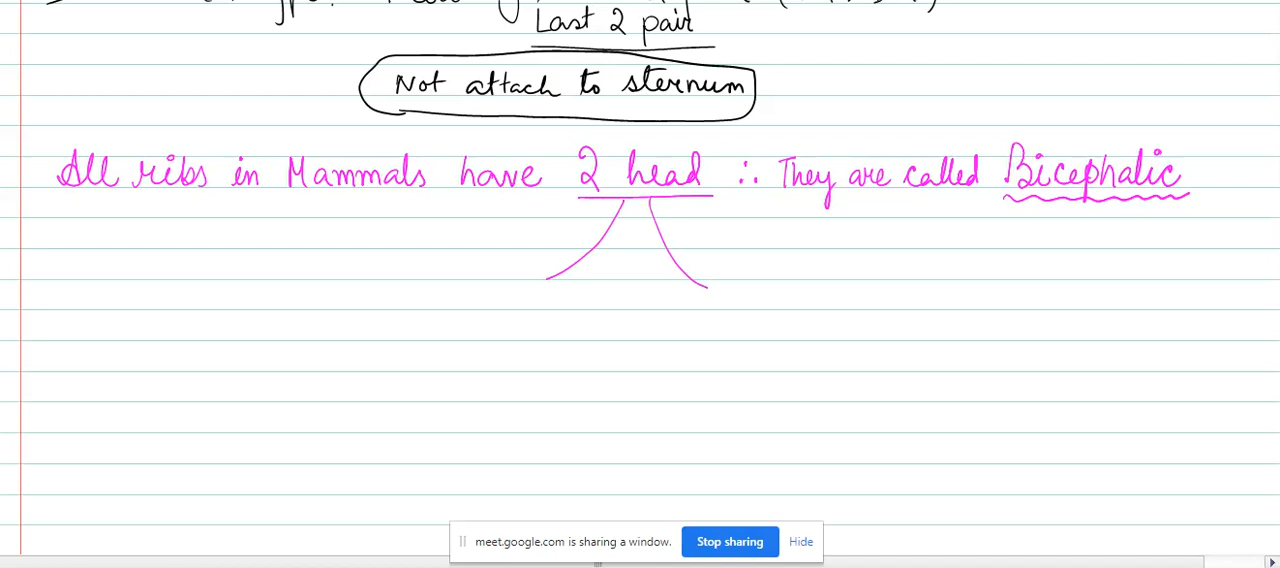 Last 2 pair
Not attach to sternum
All ribs in Mammals have 2 head ∴ They are called Bicephalic
meet.google.com is sharing a window. Stop sharing Hide